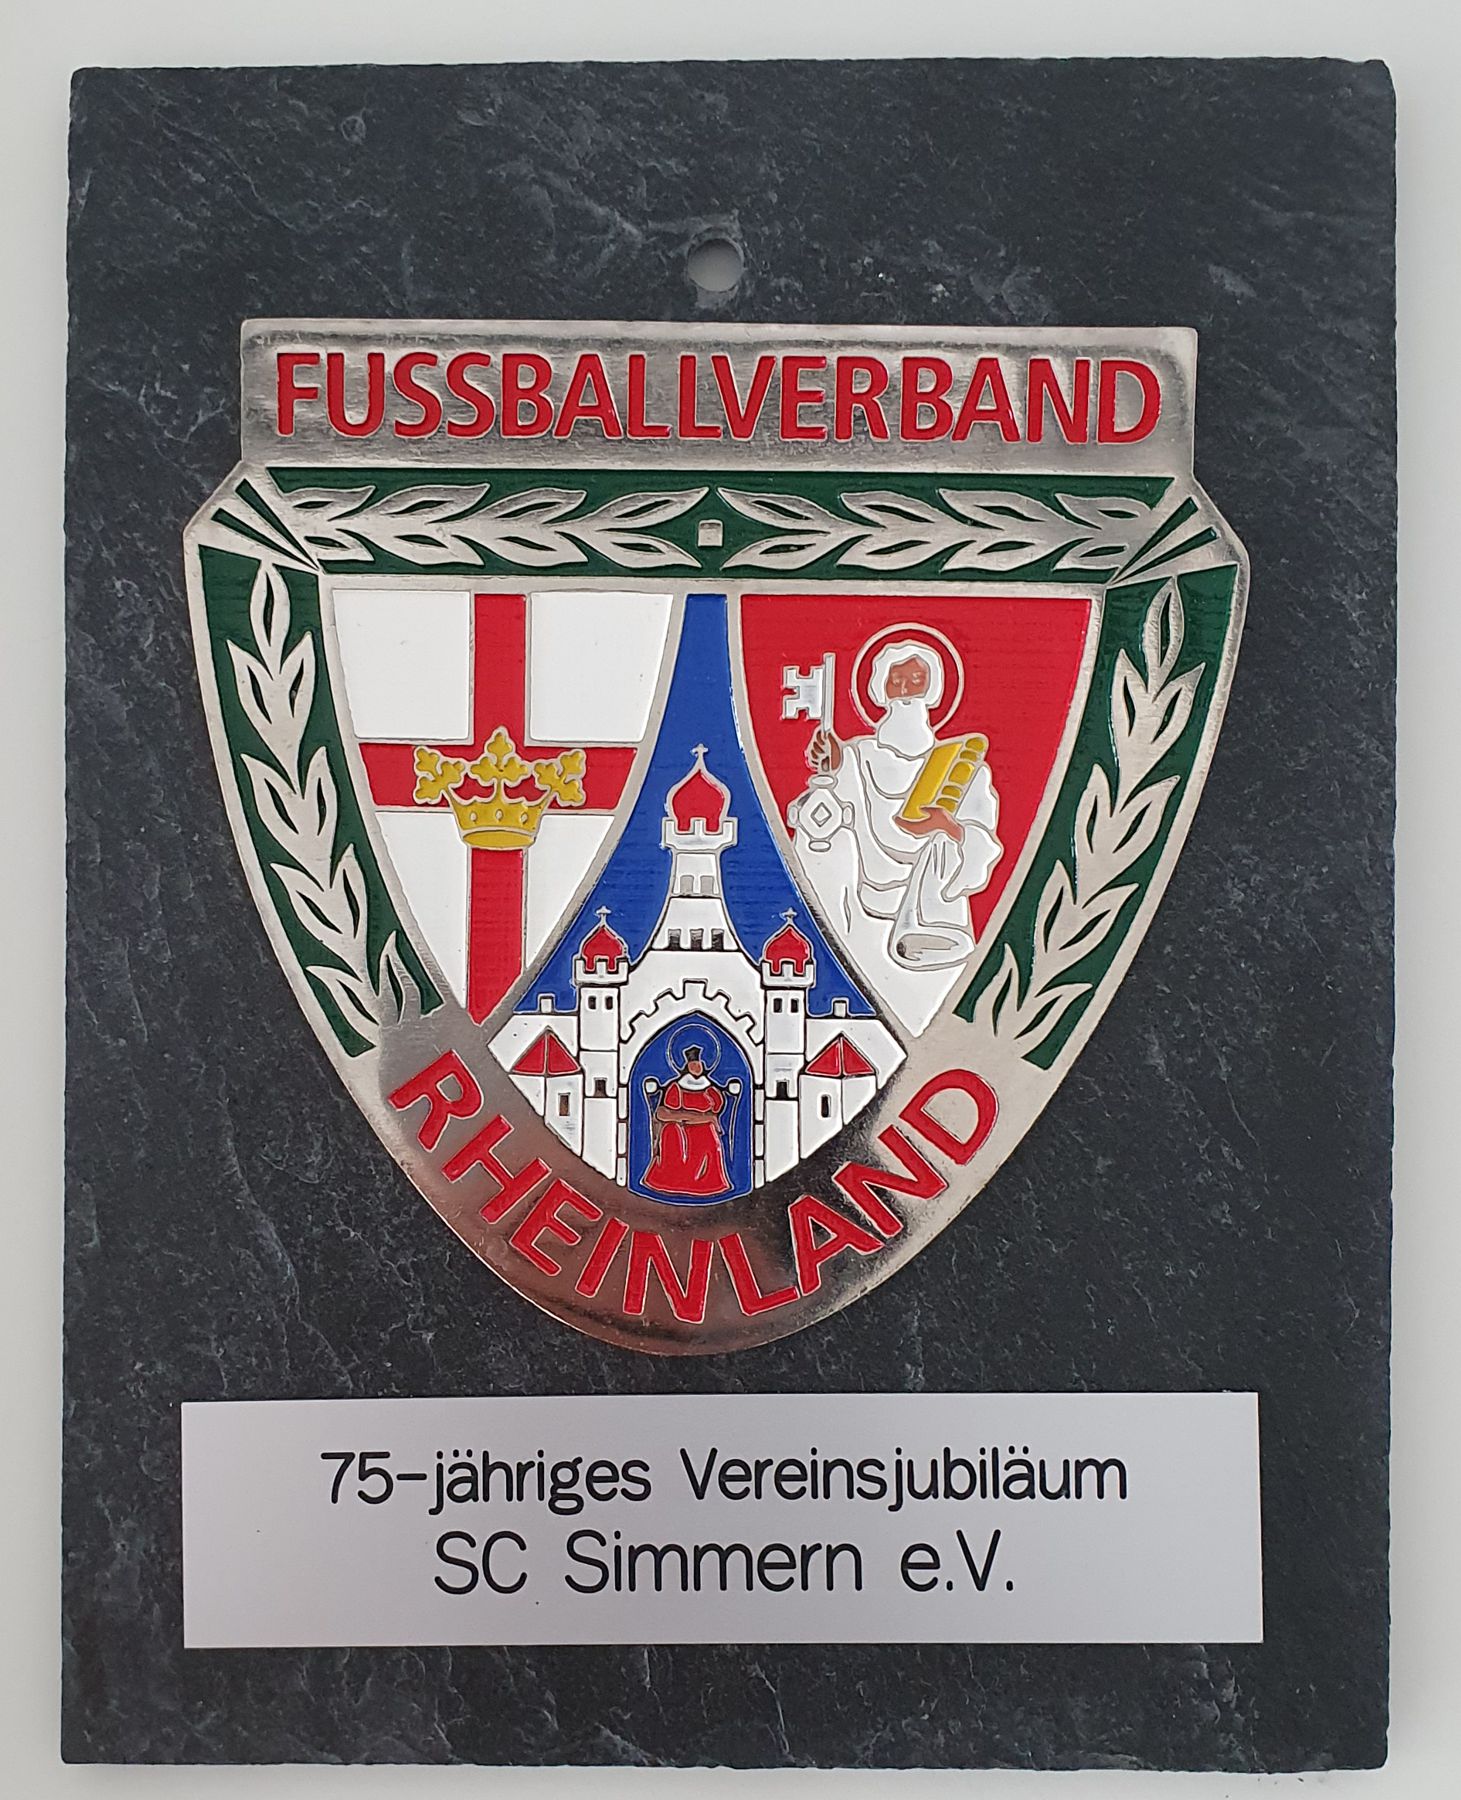 FUSSBALLVERBAND
RHEINLAND
75-jähriges Vereinsjubiläum
SC Simmern e.V.